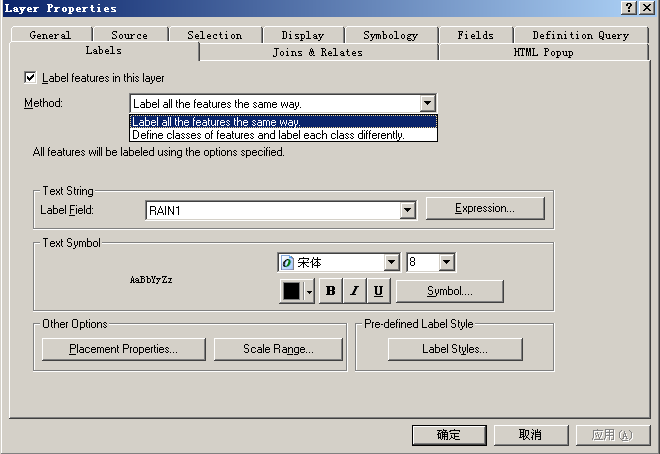 Layer Properties
General Source Selection Display Symbology Fields Definition Query
Labels Joins & Relates HTML Popup
Label features in this layer
Method: Label all the features the same way.
Label all the features the same way.
Define classes of features and label each class differently.
All features will be labeled using the options specified.
Text String
Label Field: RAIN1 Expression...
Text Symbol
AaBbYyZz
宋体 8
B I U Symbol....
Other Options
Placement Properties... Scale Range...
Pre-defined Label Style
Label Styles...
确定 取消 应用 (A)